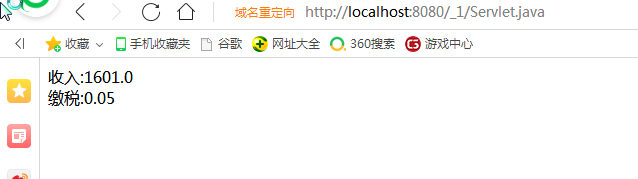 域名重定向 http://localhost:8080/_1/Servlet.java
收藏 手机收藏夹 谷歌 网址大全 360搜索 游戏中心
收入:1601.0
缴税:0.05